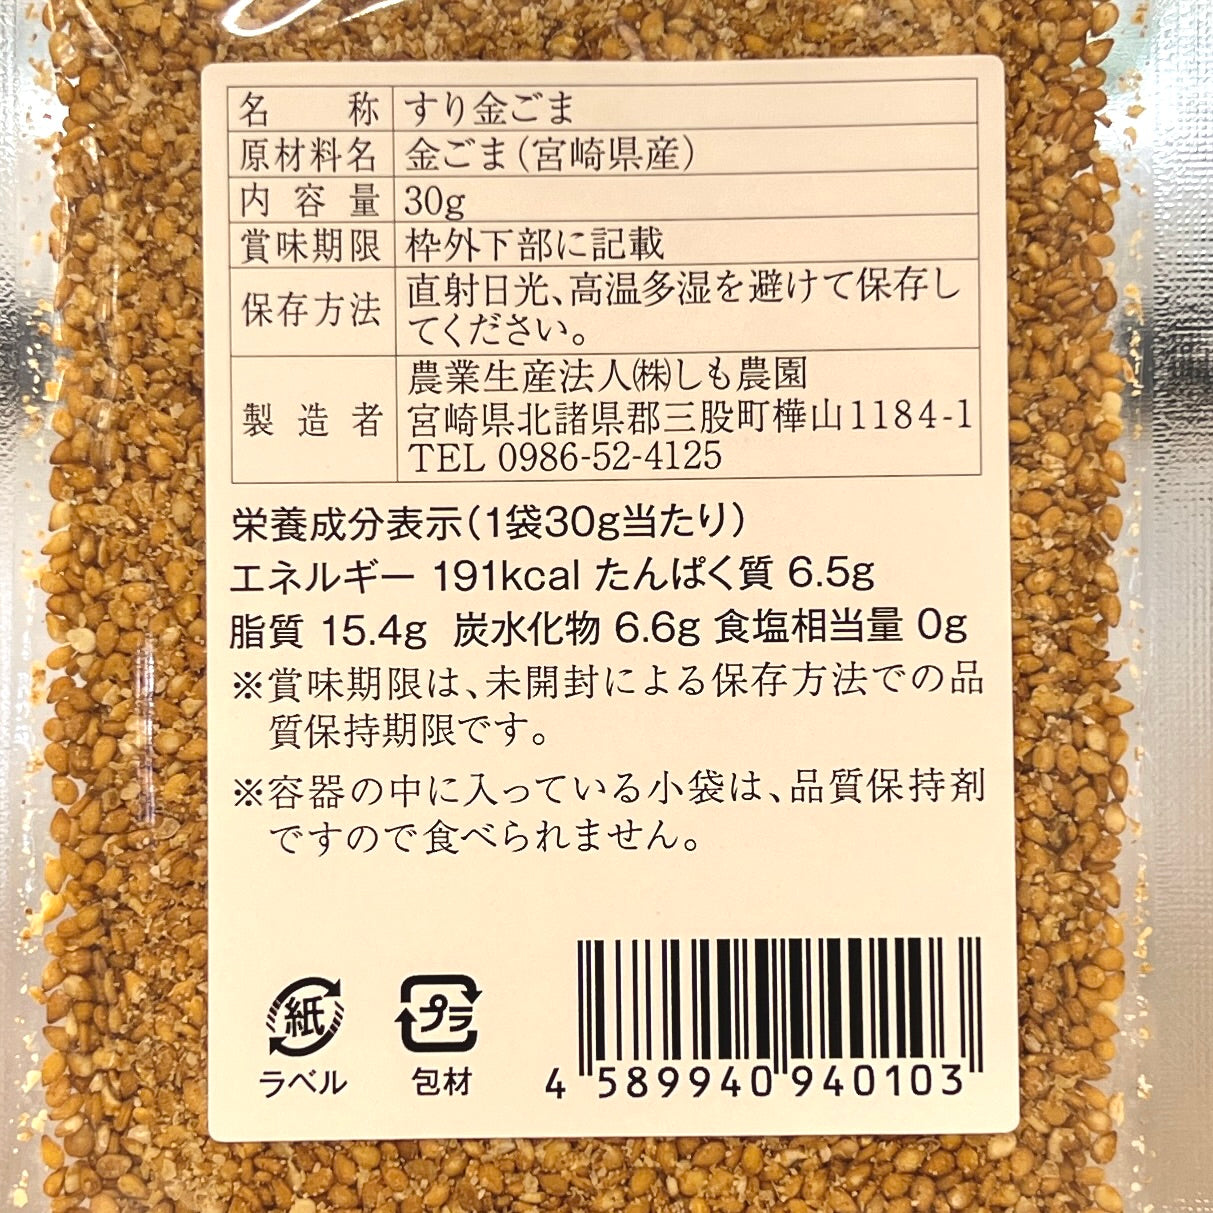 名称 すり金ごま
原材料名 金ごま(宮崎県産)
内容量 30g
賞味期限 枠外下部に記載
保存方法 直射日光、高温多湿を避けて保存し
てください。
製造者 農業生産法人㈱しも農園
宮崎県北諸県郡三股町樺山1184-1
TEL 0986-52-4125
栄養成分表示(1袋30g当たり)
エネルギー 191kcal たんぱく質 6.5g
脂質 15.4g 炭水化物 6.6g 食塩相当量 0g
※賞味期限は、未開封による保存方法での品
質保持期限です。
※容器の中に入っている小袋は、品質保持剤
ですので食べられません。
紙 プラ
ラベル 包材
4 589940 940103